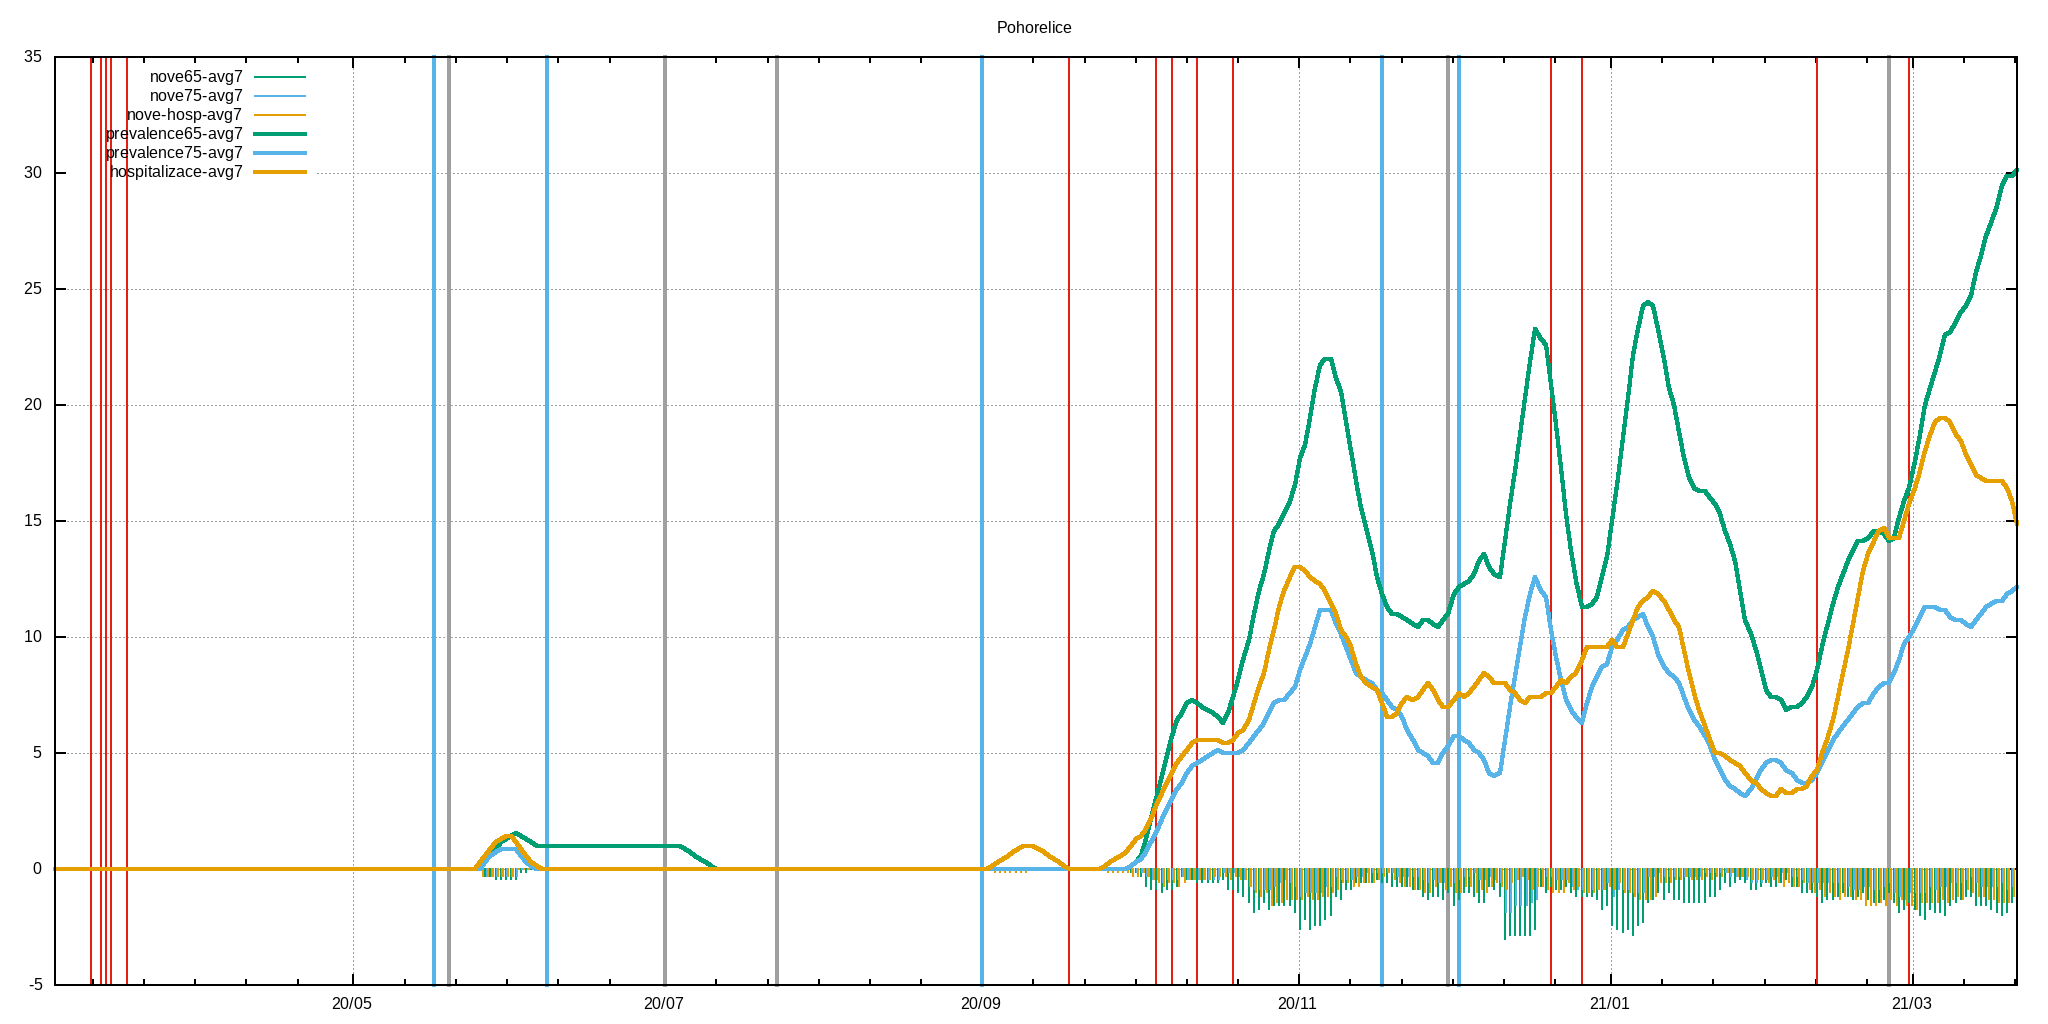 Pohorelice
35
30
25
20
15
10
5
0
-5
nove65-avg7
nove75-avg7
nove-hosp-avg7
prevalence65-avg7
prevalence75-avg7
hospitalizace-avg7
20/05
20/07
20/09
20/11
21/01
21/03